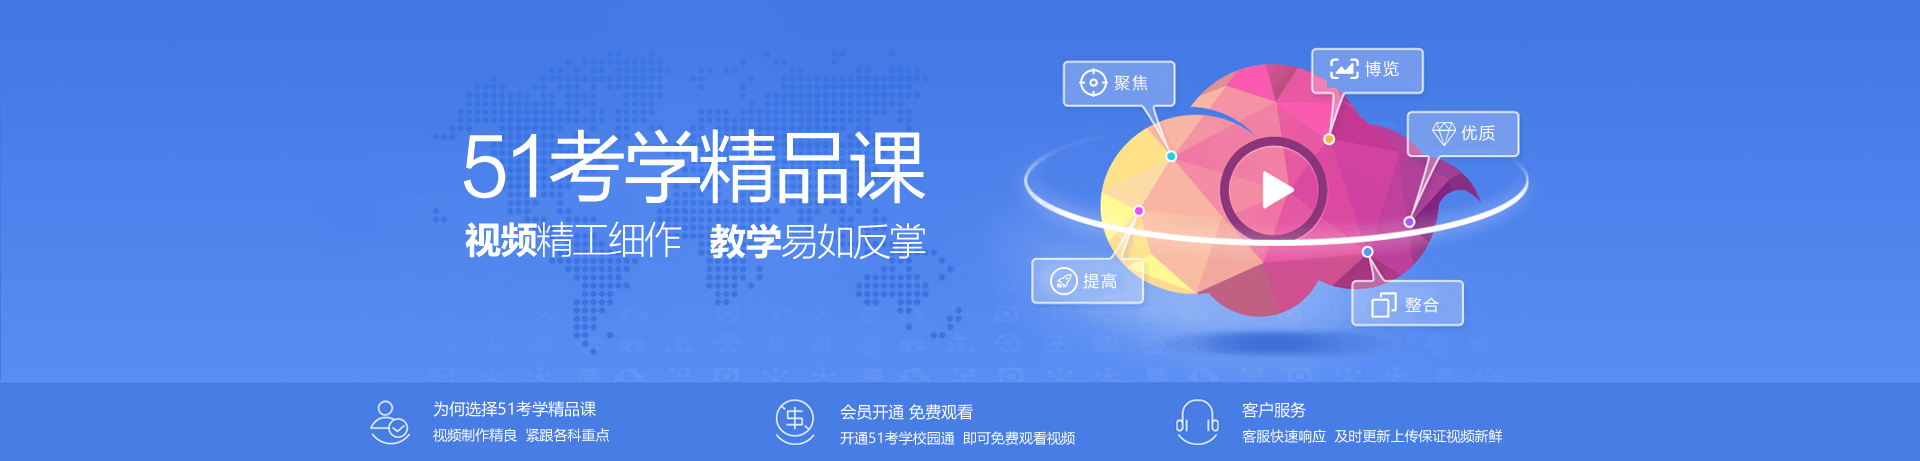 51考学精品课
视频精工细作 教学易如反掌
聚焦
博览
优质
提高
整合
为何选择51考学精品课
视频制作精良 紧跟各科重点
会员开通 免费观看
开通51考学校园通 即可免费观看视频
客户服务
客服快速响应 及时更新上传保证视频新鲜